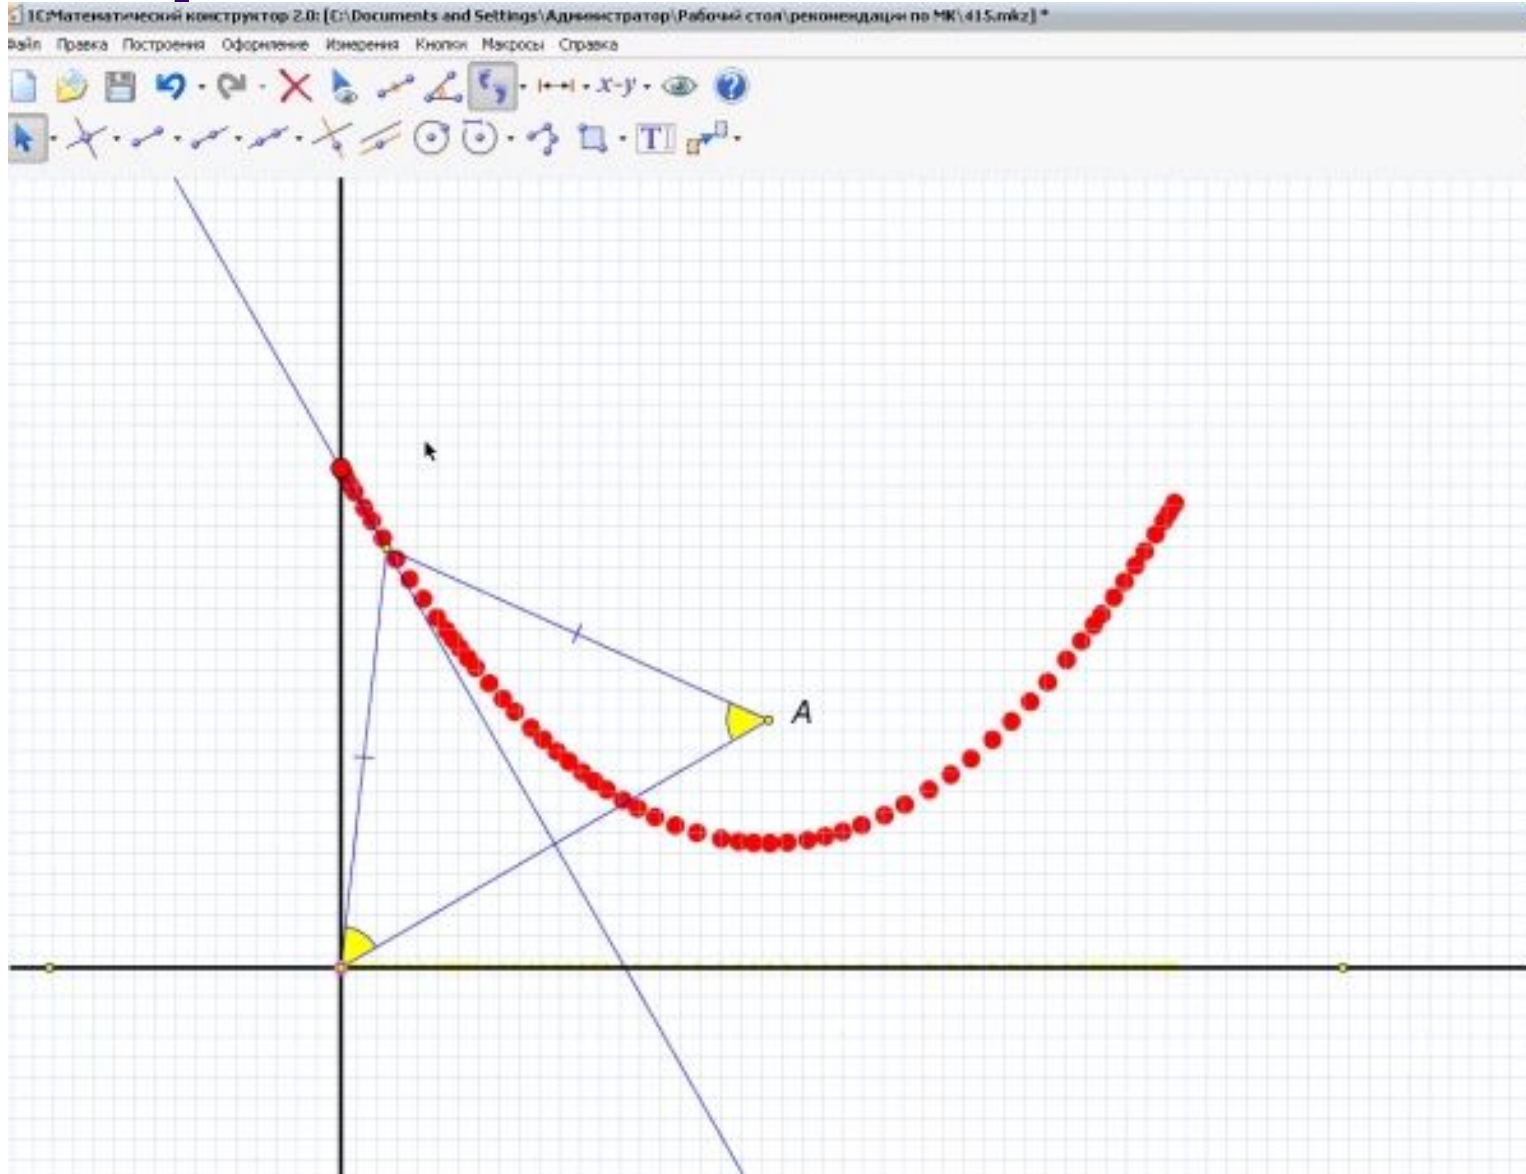 1С:Математический конструктор 2.0: [C:\Documents and Settings\Администратор\Рабочий стол\рекомендации по МК\415.mkz] *
Файл Правка Построения Оформление Измерения Кнопки Макросы Справка
x-y
T
A